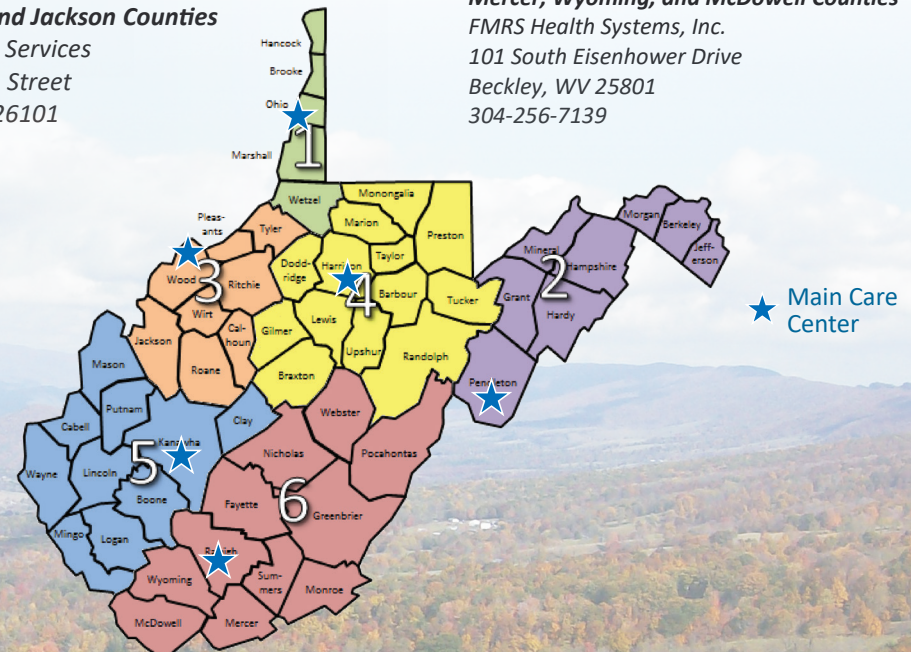 nd Jackson Counties
Services
Street
26101
Mercer, Wyoming, and McDowell Counties
FMRS Health Systems, Inc.
101 South Eisenhower Drive
Beckley, WV 25801
304-256-7139
Hancock
Brooke
Ohio
1
Marshall
Wetzel
Monongalia
Marion
Preston
Pleas-
ants
Tyler
Dodd-
ridge
Harrison
Taylor
4
Barbour
Tucker
Wood
3
Ritchie
Wirt
Cal-
houn
Jackson
Roane
Gilmer
Lewis
Upshur
Randolph
Braxton
Morgan
Berkeley
Jeff-
erson
Mineral
Hampshire
2
Grant
Hardy
Pendleton
Main Care
Center
Mason
Putnam
Cabell
Clay
Kanawha
5
Wayne
Lincoln
Boone
Mingo
Logan
Webster
Nicholas
Pocahontas
Fayette
6
Greenbrier
Raleigh
Wyoming
Sum-
mers
Monroe
McDowell
Mercer